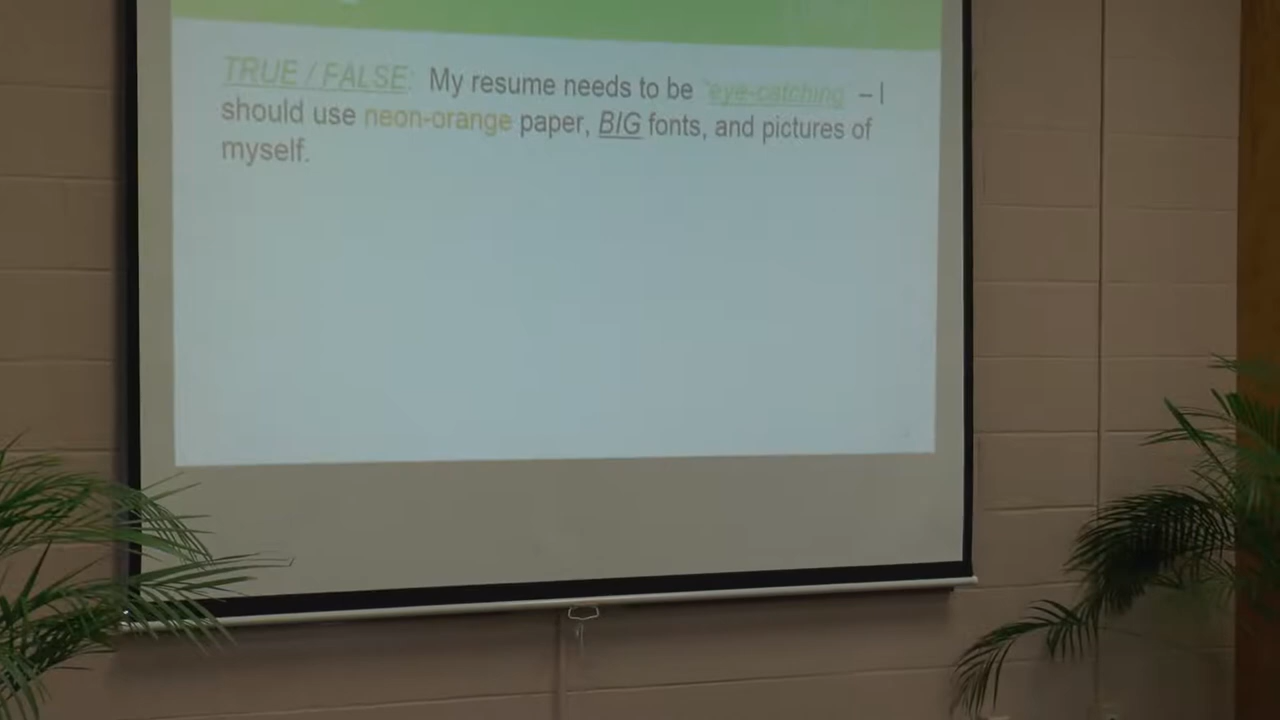 TRUE / FALSE: My resume needs to be "eye-catching – I
should use neon-orange paper, BIG fonts, and pictures of
myself.